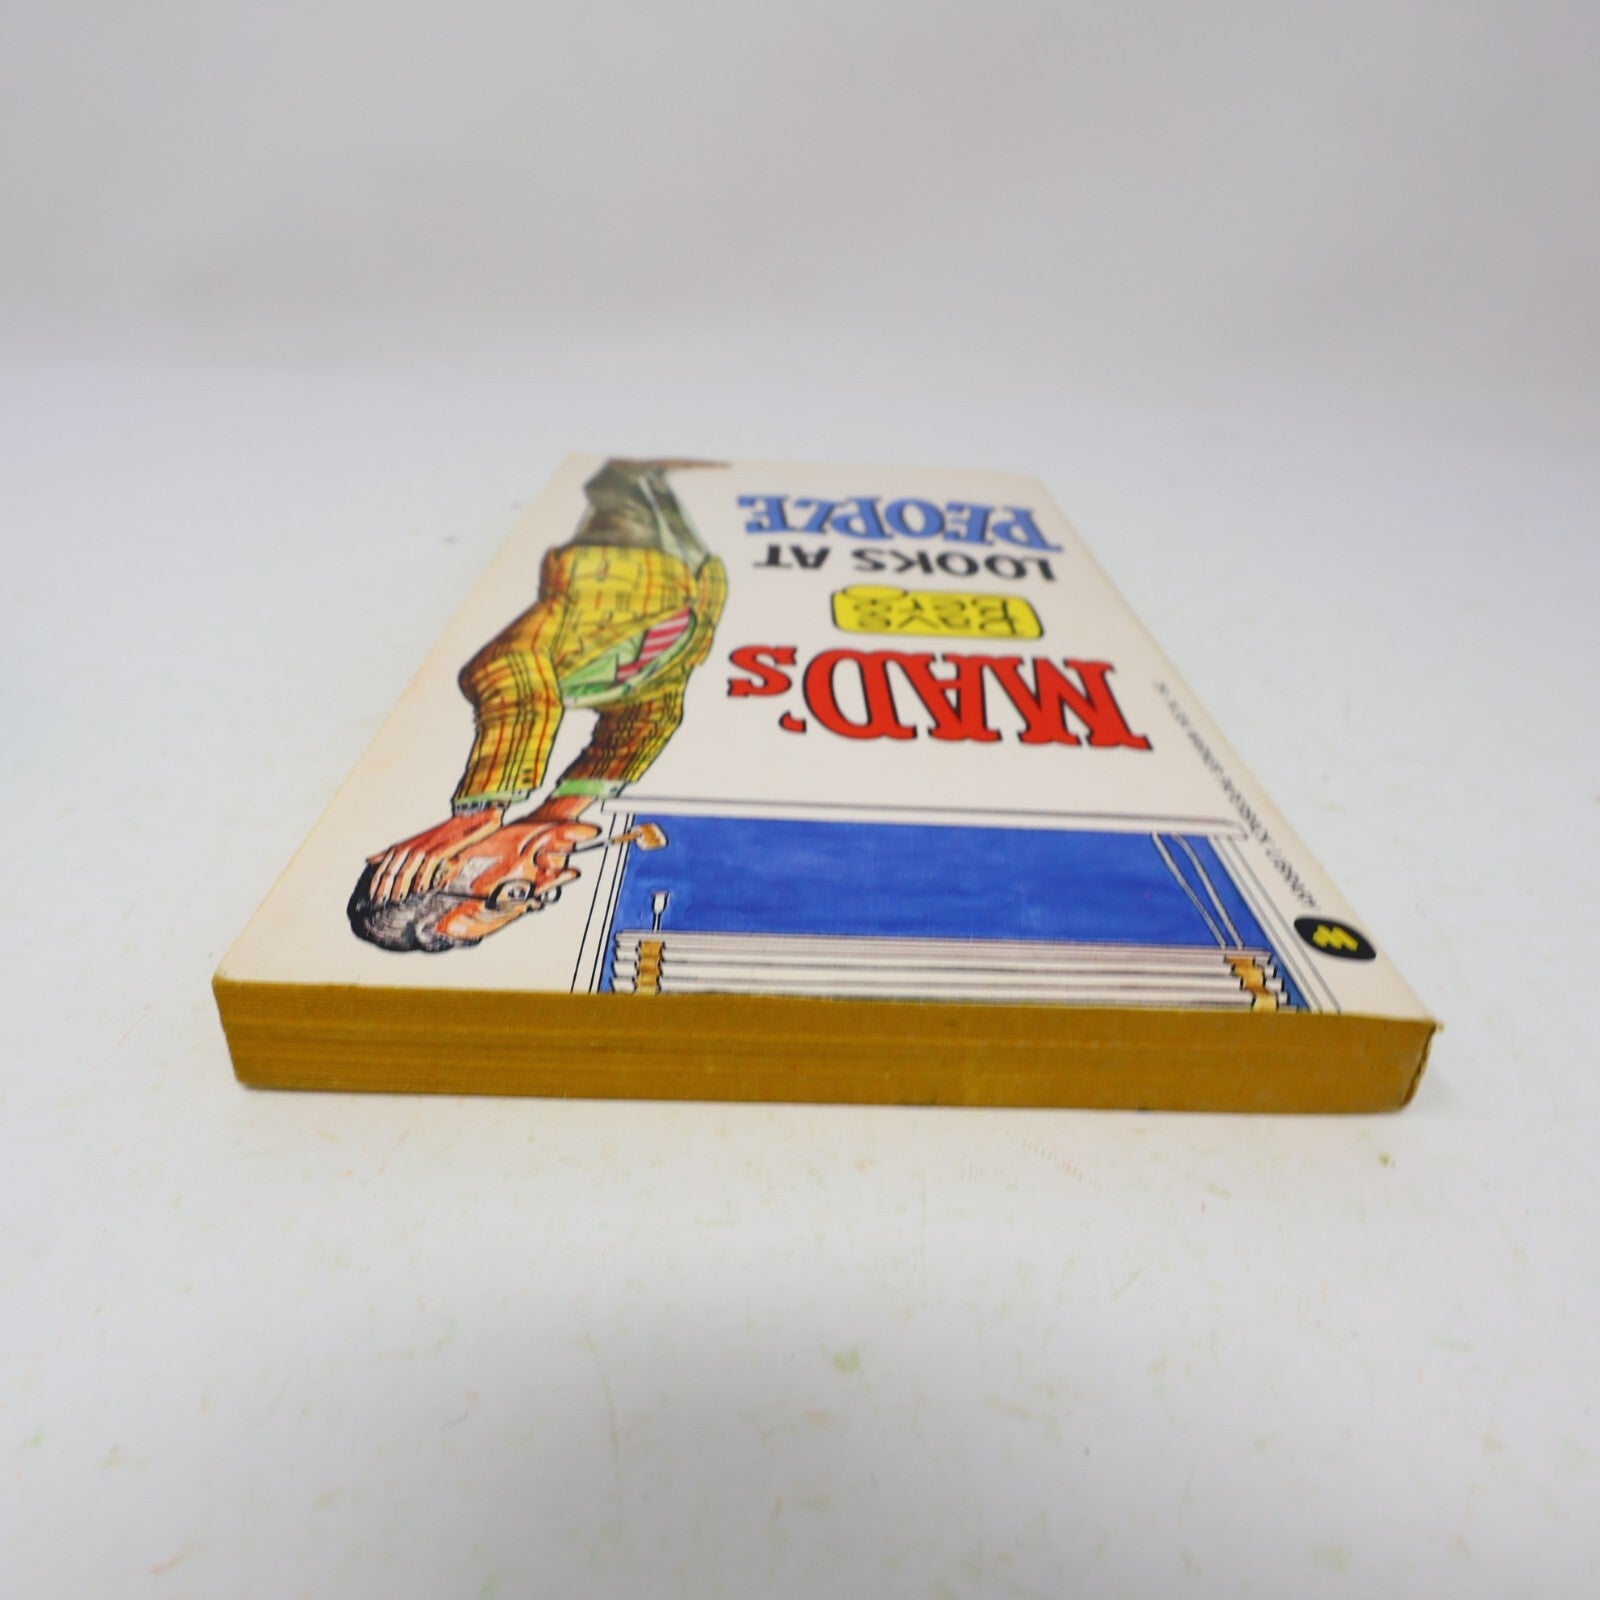 MAD's
Dave
Berg
LOOKS AT
PEOPLE
W